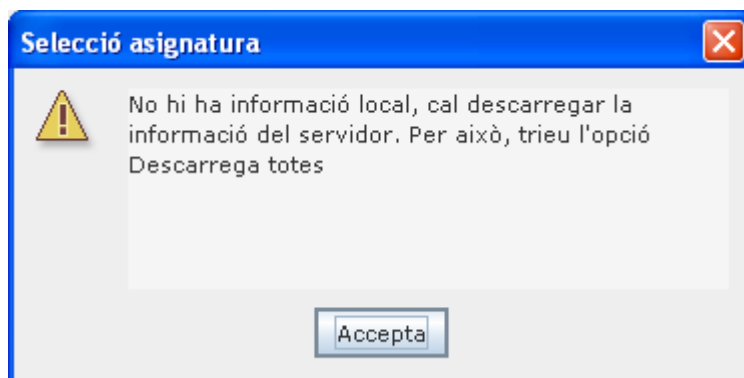 Selecció asignatura
No hi ha informació local, cal descarregar la
informació del servidor. Per això, trieu l'opció
Descarrega totes
Accepta